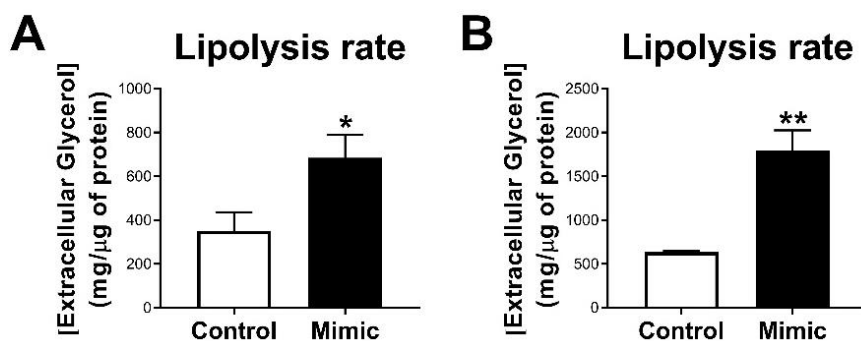 A
Lipolysis rate
[Extracellular Glycerol]
(mg/μg of protein)
1000
800
600
400
200
0
*
Control
Mimic
B
Lipolysis rate
[Extracellular Glycerol]
(mg/μg of protein)
2500
2000
1500
1000
500
0
**
Control
Mimic